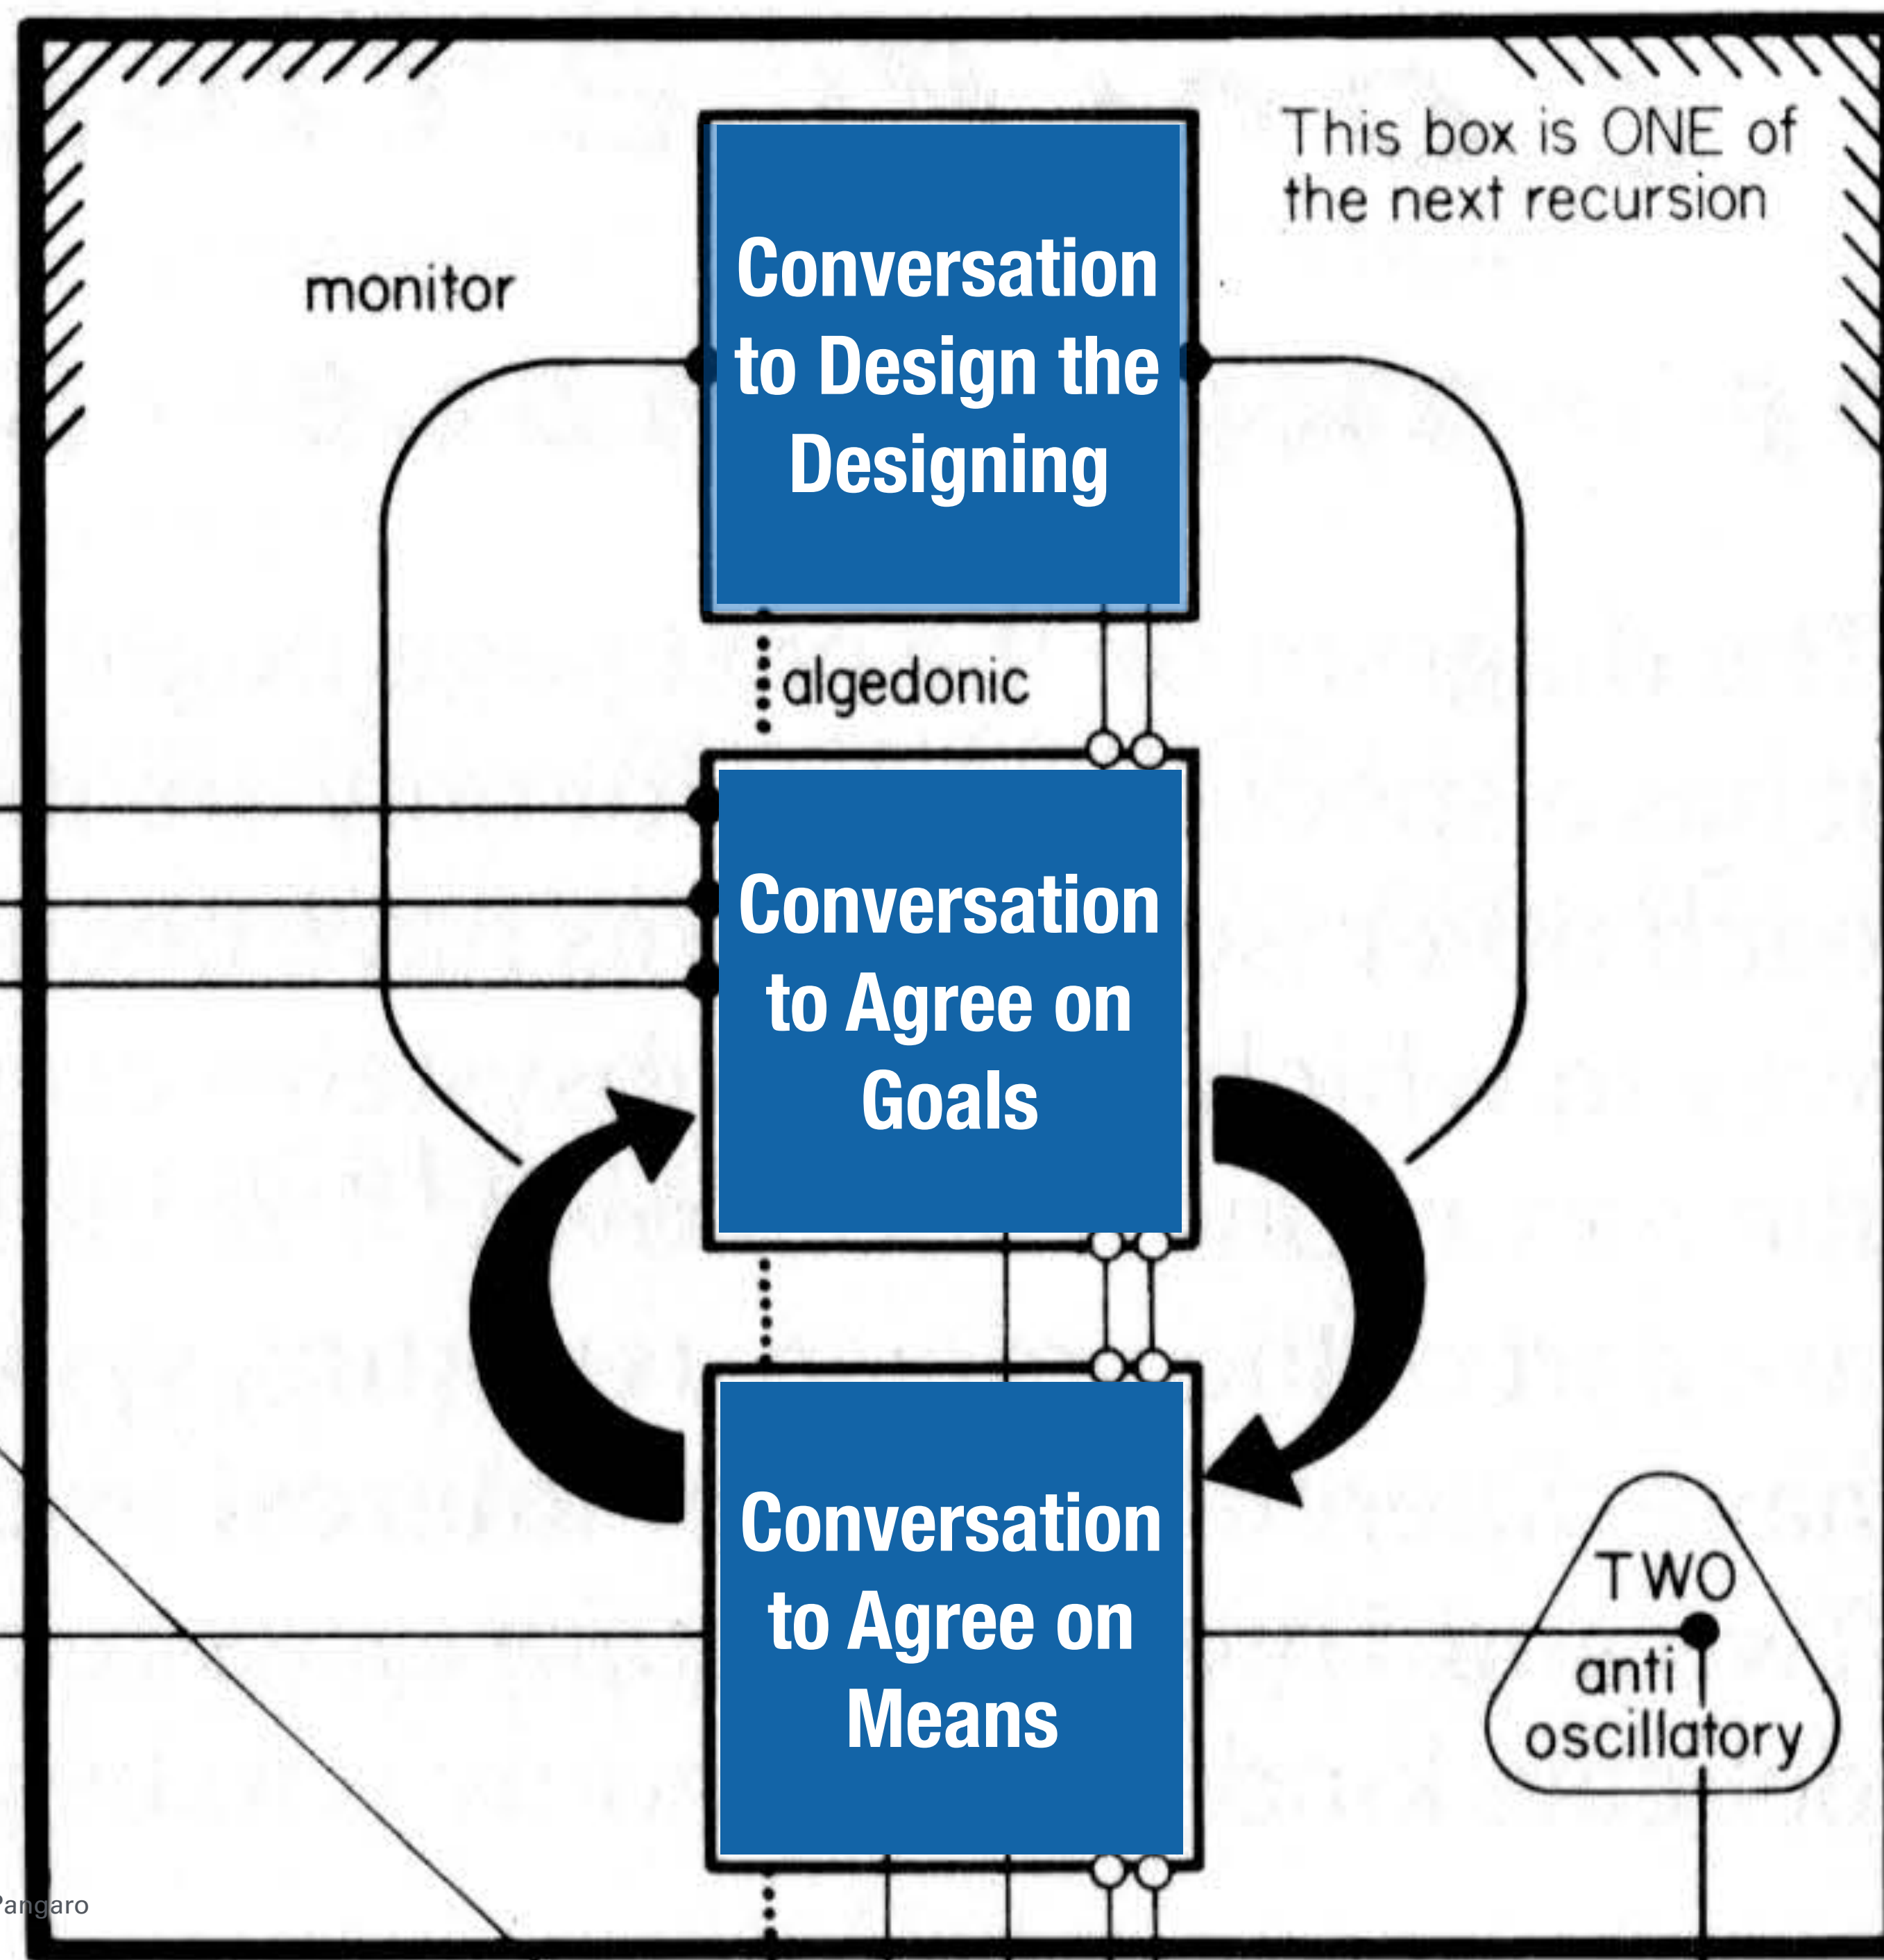 This box is ONE of
the next recursion
monitor
Conversation
to Design the
Designing
algedonic
Conversation
to Agree on
Goals
Conversation
to Agree on
Means
TWO
anti
oscillatory
Pangaro